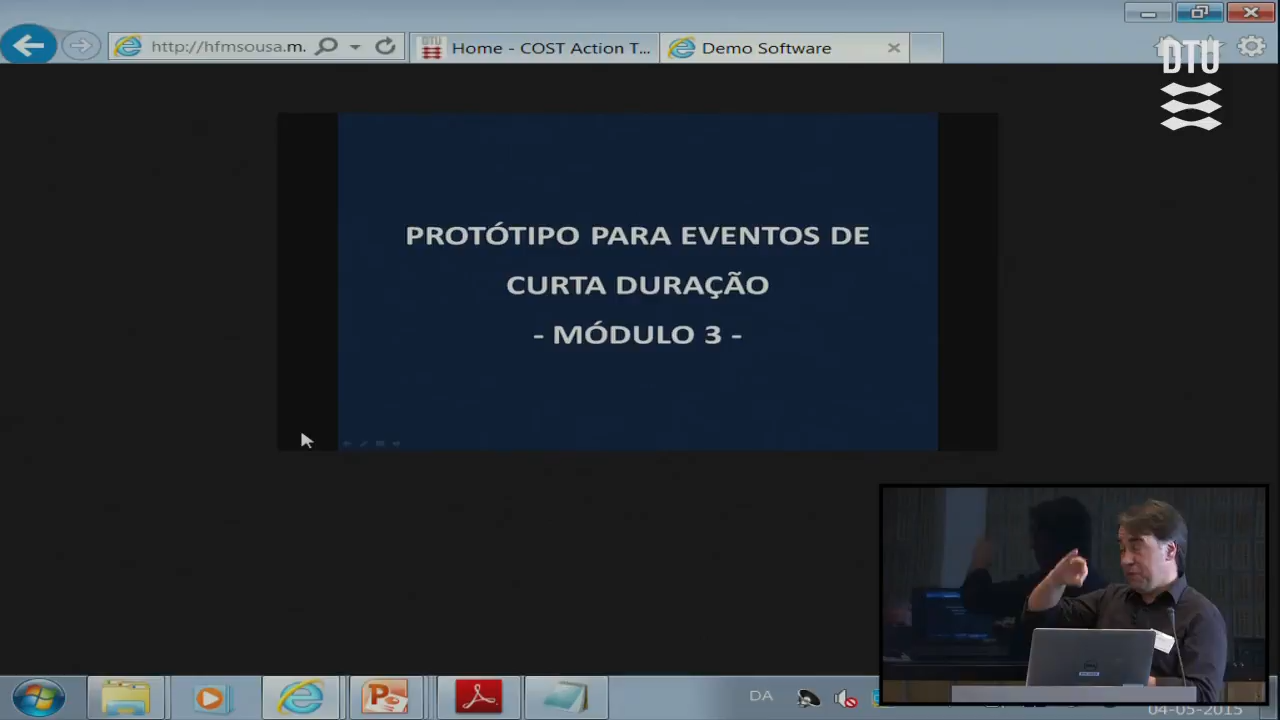 http://hfmsousa.m.
Home - COST Action T...
Demo Software
DTU
PROTÓTIPO PARA EVENTOS DE
CURTA DURAÇÃO
- MÓDULO 3 -
DA
04-05-2015